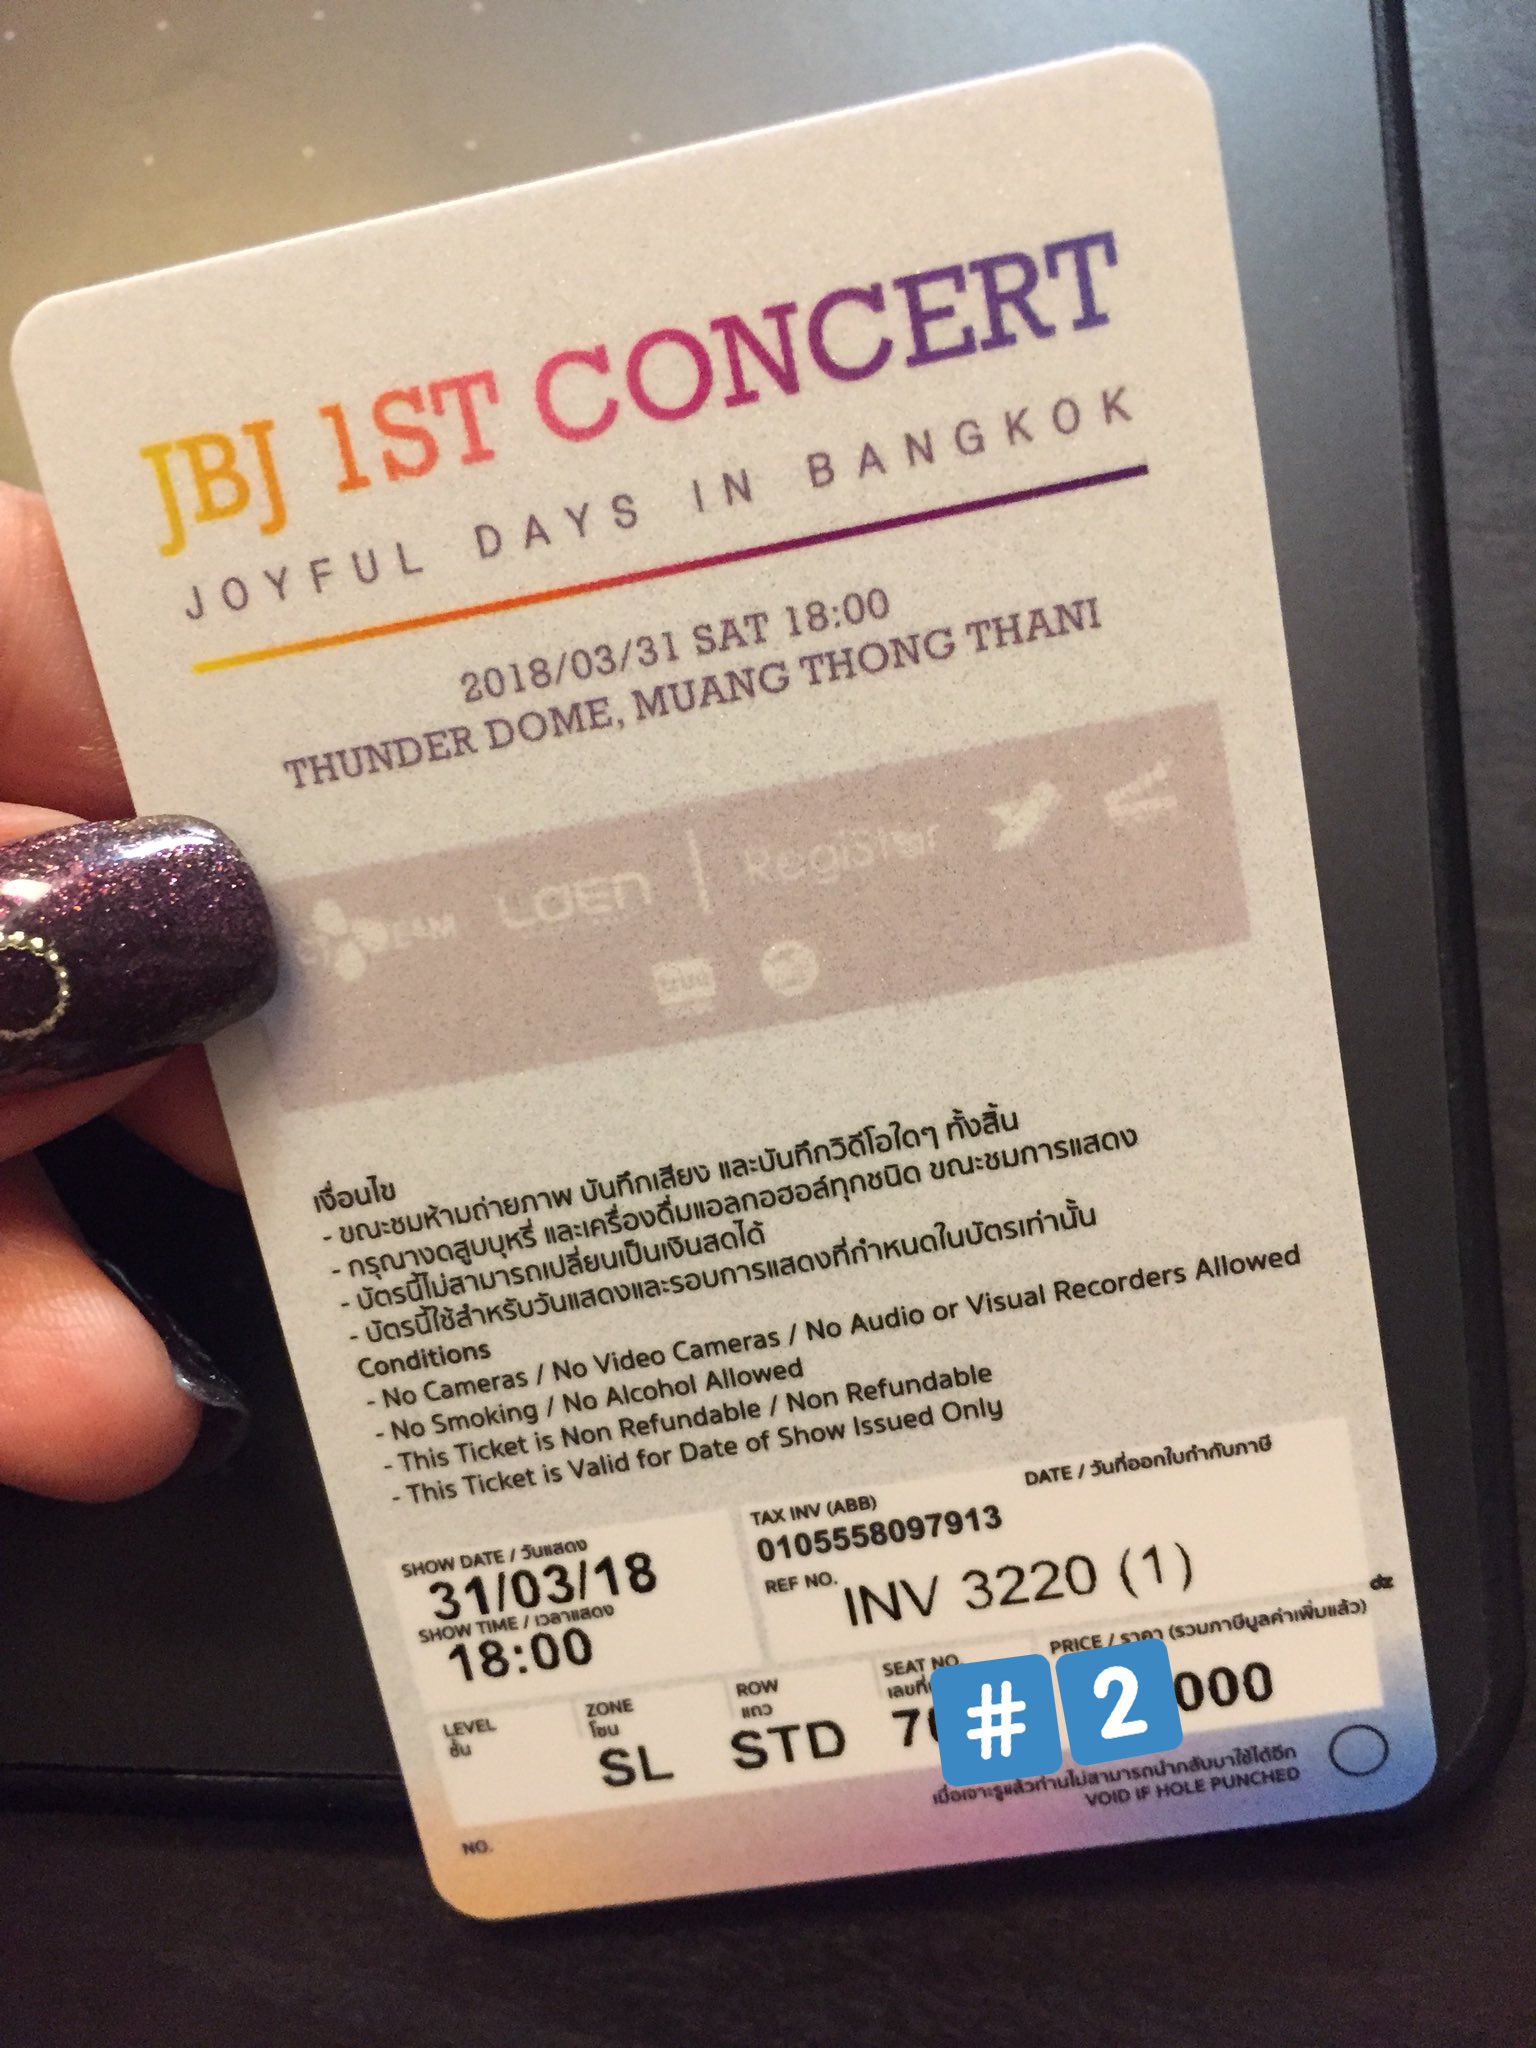 JBJ 1ST CONCERT
JOYFUL DAYS IN BANGKOK
2018/03/31 SAT 18:00
THUNDER DOME, MUANG THONG THANI
LOEN | Register
true
เงื่อนไข
- ขณะชมห้ามถ่ายภาพ บันทึกเสียง และบันทึกวิดีโอใดๆ ทั้งสิ้น
- กรุณางดสูบบุหรี่ และเครื่องดื่มแอลกอฮอล์ทุกชนิด ขณะชมการแสดง
- บัตรนี้ไม่สามารถเปลี่ยนเป็นเงินสดได้
- บัตรนี้ใช้สำหรับวันแสดงและรอบการแสดงที่กำหนดในบัตรเท่านั้น
Conditions
- No Cameras / No Video Cameras / No Audio or Visual Recorders Allowed
- No Smoking / No Alcohol Allowed
- This Ticket is Non Refundable / Non Refundable
- This Ticket is Valid for Date of Show Issued Only
SHOW DATE / วันแสดง
31/03/18
SHOW TIME / เวลาแสดง
18:00
TAX INV (ABB)
0105558097913
DATE / วันที่ออกใบกำกับภาษี
REF NO. INV 3220 (1)
LEVEL
ชั้น
ZONE
โซน
SL
ROW
แถว
STD
SEAT NO.
PRICE / ราคา (รวมภาษีมูลค่าเพิ่มแล้ว)
000
# 2
เมื่อเจาะรูแล้วท่านไม่สามารถนำกลับมาใช้ได้อีก
VOID IF HOLE PUNCHED
NO.